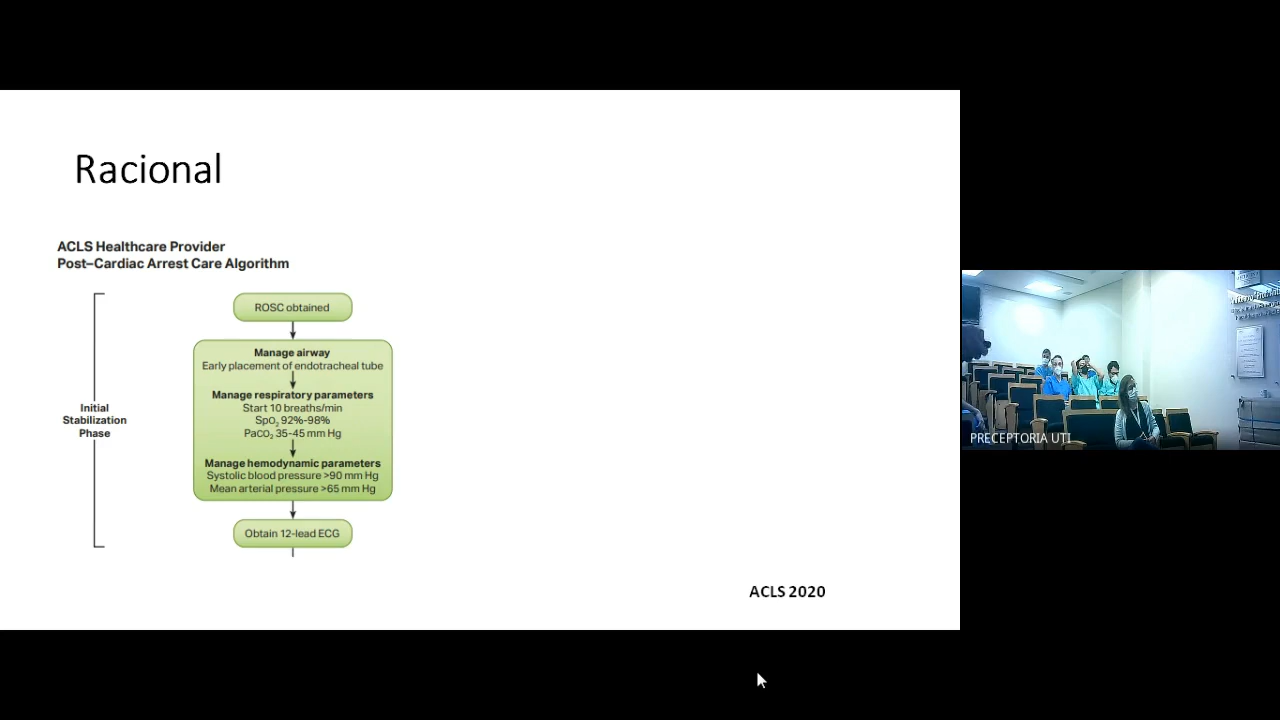 Racional
ACLS Healthcare Provider
Post–Cardiac Arrest Care Algorithm
ROSC obtained
Manage airway
Early placement of endotracheal tube
Manage respiratory parameters
Start 10 breaths/min
SpO₂ 92%-98%
PaCO₂ 35-45 mm Hg
Manage hemodynamic parameters
Systolic blood pressure >90 mm Hg
Mean arterial pressure >65 mm Hg
Obtain 12-lead ECG
Initial
Stabilization
Phase
ACLS 2020
PRECEPTORIA UTI